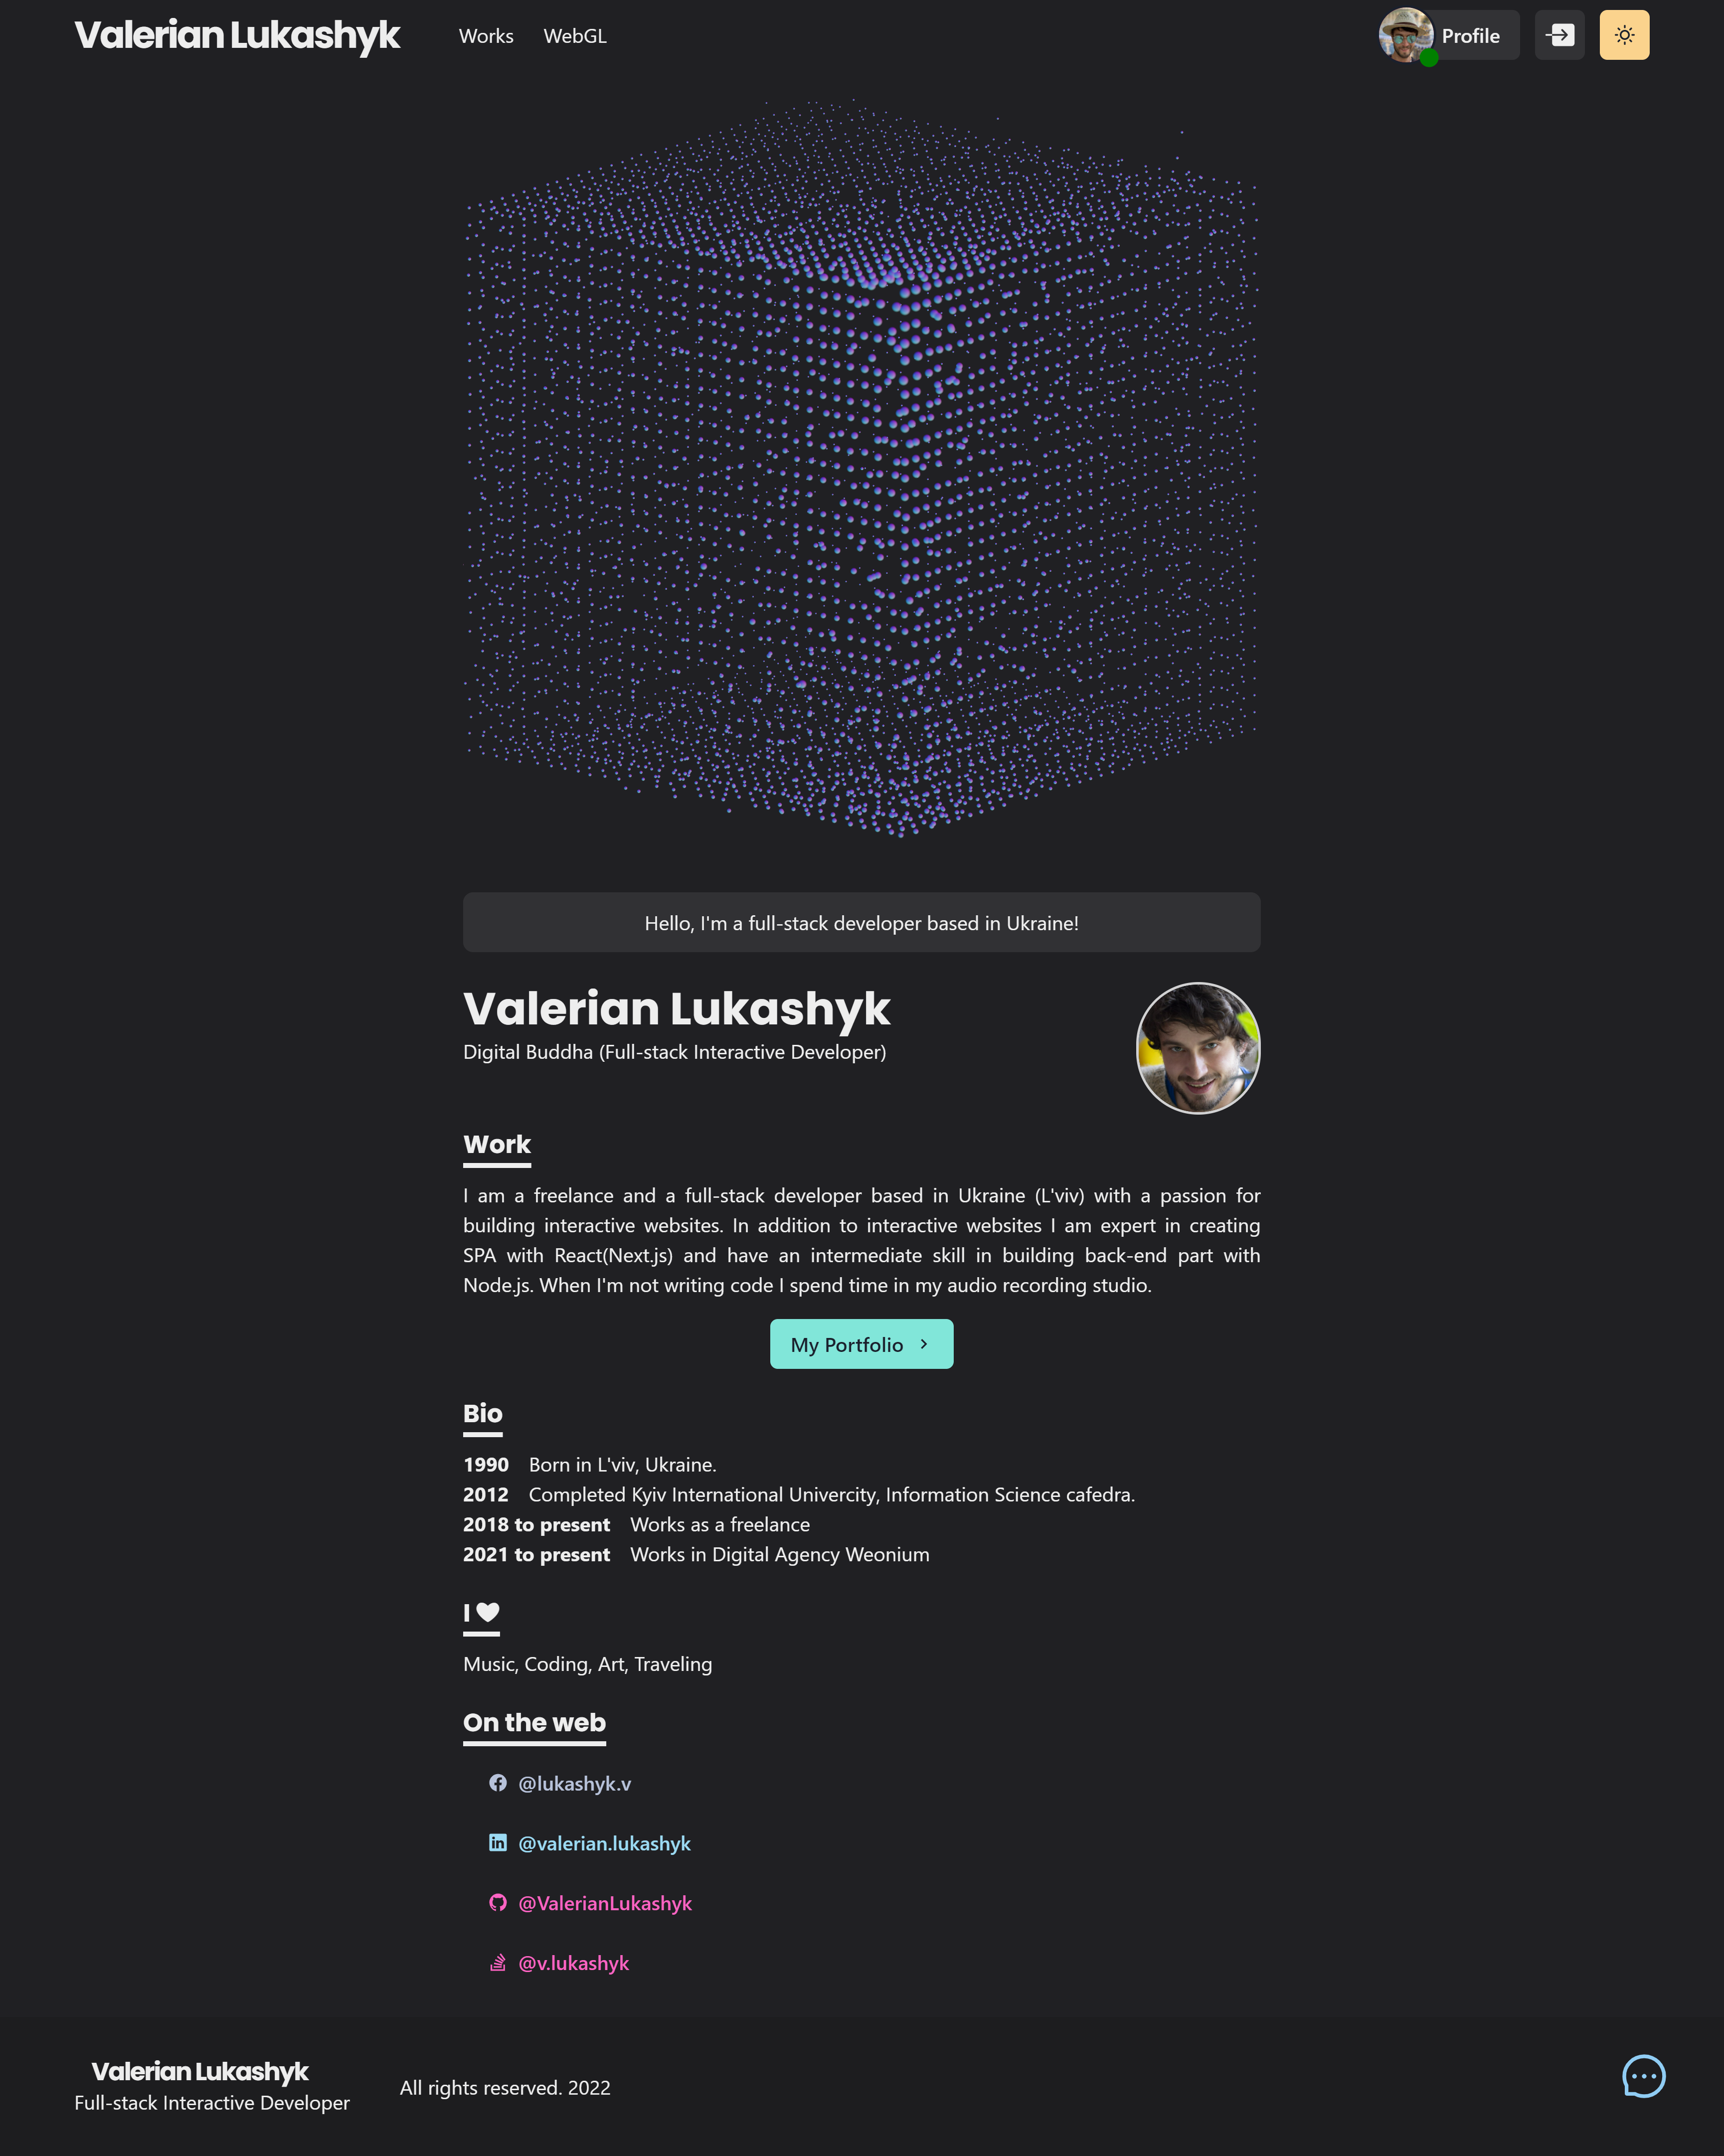 Valerian Lukashyk
Works
WebGL
Profile
Hello, I'm a full-stack developer based in Ukraine!
Valerian Lukashyk
Digital Buddha (Full-stack Interactive Developer)
Work
I am a freelance and a full-stack developer based in Ukraine (L'viv) with a passion for
building interactive websites. In addition to interactive websites I am expert in creating
SPA with React(Next.js) and have an intermediate skill in building back-end part with
Node.js. When I'm not writing code I spend time in my audio recording studio.
My Portfolio
Bio
1990 Born in L'viv, Ukraine.
2012 Completed Kyiv International Univercity, Information Science cafedra.
2018 to present Works as a freelance
2021 to present Works in Digital Agency Weonium
I ♥
Music, Coding, Art, Traveling
On the web
@lukashyk.v
@valerian.lukashyk
@ValerianLukashyk
@v.lukashyk
Valerian Lukashyk
Full-stack Interactive Developer
All rights reserved. 2022